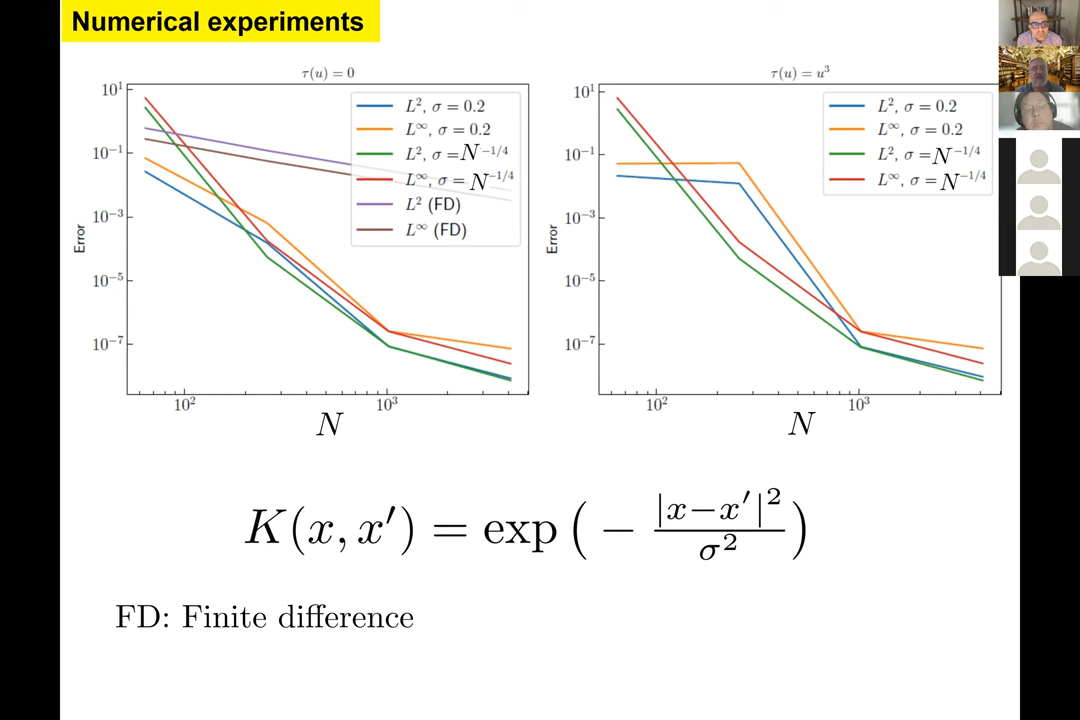 Numerical experiments
τ(u) = 0
10¹
10⁻¹
10⁻³
10⁻⁵
10⁻⁷
Error
L², σ = 0.2
L∞, σ = 0.2
L², σ = N⁻¹/⁴
L∞, σ = N⁻¹/⁴
L² (FD)
L∞ (FD)
10²
10³
N
τ(u) = u³
10¹
10⁻¹
10⁻³
10⁻⁵
10⁻⁷
Error
L², σ = 0.2
L∞, σ = 0.2
L², σ = N⁻¹/⁴
L∞, σ = N⁻¹/⁴
10²
10³
N
K(x, x′) = exp ( − |x−x′|²/σ² )
FD: Finite difference